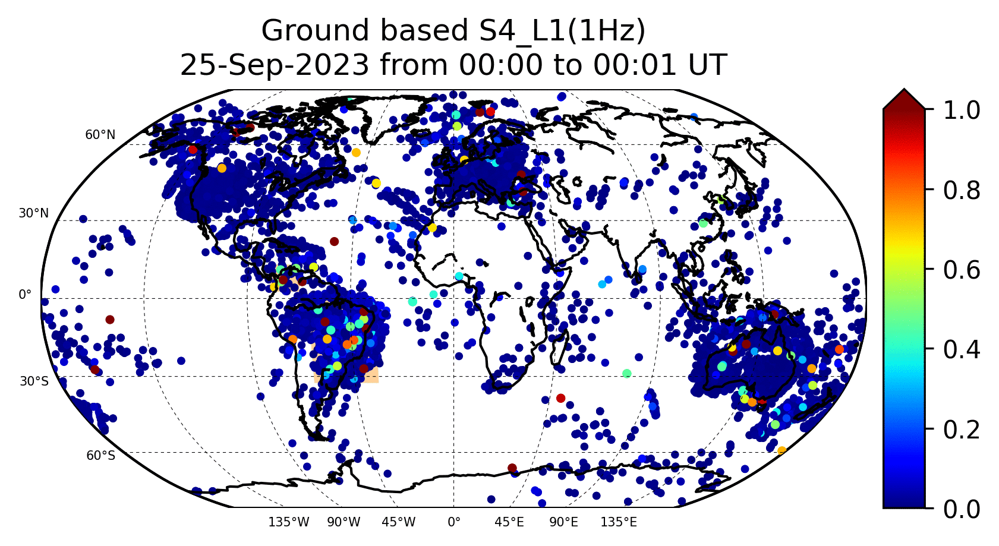 Ground based S4_L1(1Hz)
25-Sep-2023 from 00:00 to 00:01 UT
60°N
30°N
0°
30°S
60°S
135°W 90°W 45°W 0° 45°E 90°E 135°E
1.0
0.8
0.6
0.4
0.2
0.0